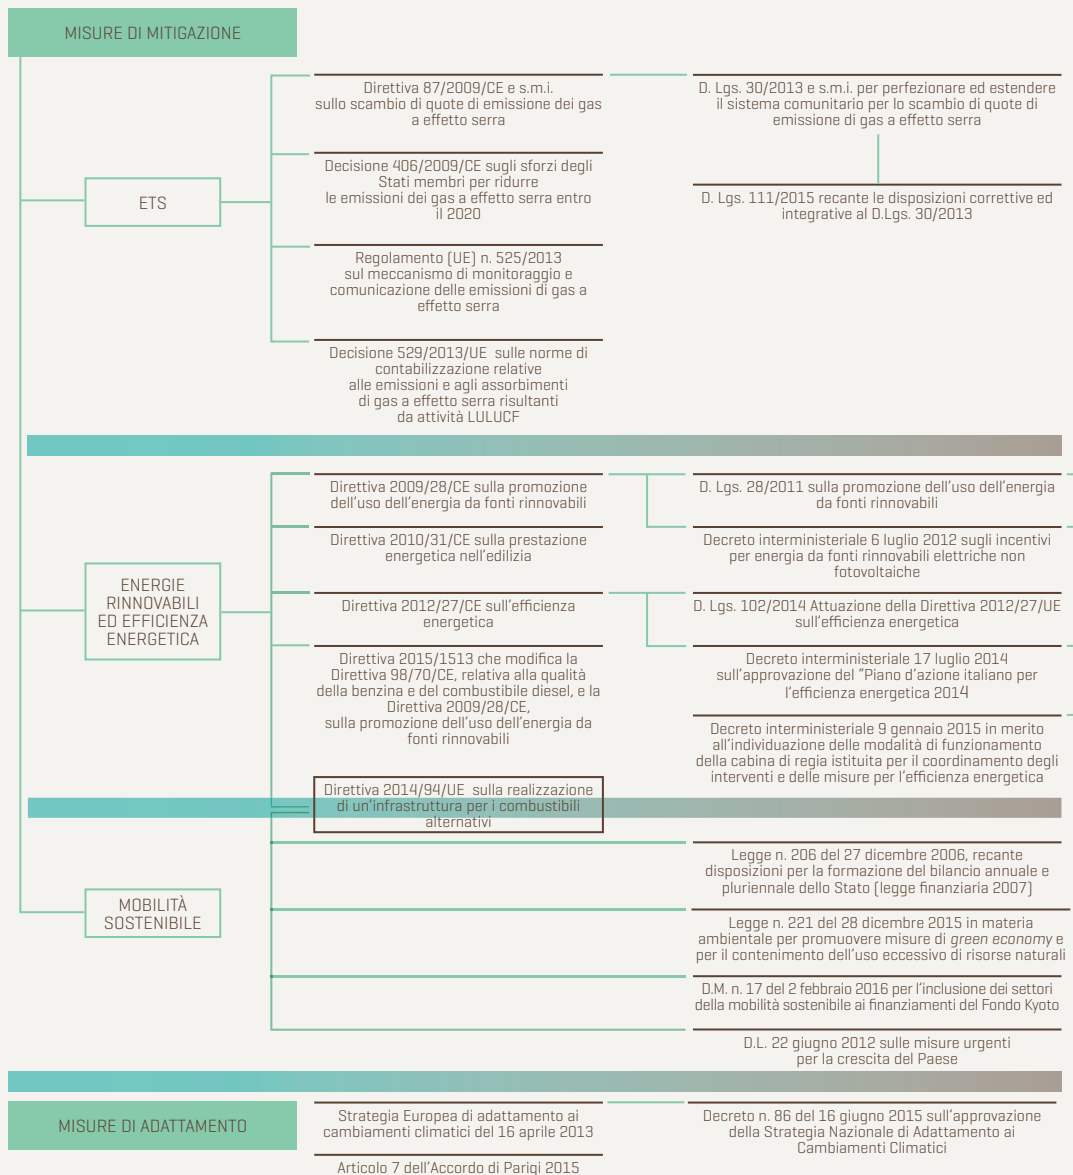 MISURE DI MITIGAZIONE
ETS
Direttiva 87/2009/CE e s.m.i.
sullo scambio di quote di emissione dei gas
a effetto serra
D. Lgs. 30/2013 e s.m.i. per perfezionare ed estendere
il sistema comunitario per lo scambio di quote di
emissione di gas a effetto serra
Decisione 406/2009/CE sugli sforzi degli
Stati membri per ridurre
le emissioni dei gas a effetto serra entro
il 2020
D. Lgs. 111/2015 recante le disposizioni correttive ed
integrative al D.Lgs. 30/2013
Regolamento (UE) n. 525/2013
sul meccanismo di monitoraggio e
comunicazione delle emissioni di gas a
effetto serra
Decisione 529/2013/UE sulle norme di
contabilizzazione relative
alle emissioni e agli assorbimenti
di gas a effetto serra risultanti
da attività LULUCF
ENERGIE
RINNOVABILI
ED EFFICIENZA
ENERGETICA
Direttiva 2009/28/CE sulla promozione
dell'uso dell'energia da fonti rinnovabili
D. Lgs. 28/2011 sulla promozione dell'uso dell'energia
da fonti rinnovabili
Direttiva 2010/31/CE sulla prestazione
energetica nell'edilizia
Decreto interministeriale 6 luglio 2012 sugli incentivi
per energia da fonti rinnovabili elettriche non
fotovoltaiche
Direttiva 2012/27/CE sull'efficienza
energetica
D. Lgs. 102/2014 Attuazione della Direttiva 2012/27/UE
sull'efficienza energetica
Direttiva 2015/1513 che modifica la
Direttiva 98/70/CE, relativa alla qualità
della benzina e del combustibile diesel, e la
Direttiva 2009/28/CE,
sulla promozione dell'uso dell'energia da
fonti rinnovabili
Decreto interministeriale 17 luglio 2014
sull'approvazione del "Piano d'azione italiano per
l'efficienza energetica 2014
Decreto interministeriale 9 gennaio 2015 in merito
all'individuazione delle modalità di funzionamento
della cabina di regia istituita per il coordinamento degli
interventi e delle misure per l'efficienza energetica
Direttiva 2014/94/UE sulla realizzazione
di un'infrastruttura per i combustibili
alternativi
MOBILITÀ
SOSTENIBILE
Legge n. 206 del 27 dicembre 2006, recante
disposizioni per la formazione del bilancio annuale e
pluriennale dello Stato (legge finanziaria 2007)
Legge n. 221 del 28 dicembre 2015 in materia
ambientale per promuovere misure di green economy e
per il contenimento dell'uso eccessivo di risorse naturali
D.M. n. 17 del 2 febbraio 2016 per l'inclusione dei settori
della mobilità sostenibile ai finanziamenti del Fondo Kyoto
D.L. 22 giugno 2012 sulle misure urgenti
per la crescita del Paese
MISURE DI ADATTAMENTO
Strategia Europea di adattamento ai
cambiamenti climatici del 16 aprile 2013
Decreto n. 86 del 16 giugno 2015 sull'approvazione
della Strategia Nazionale di Adattamento ai
Cambiamenti Climatici
Articolo 7 dell'Accordo di Parigi 2015